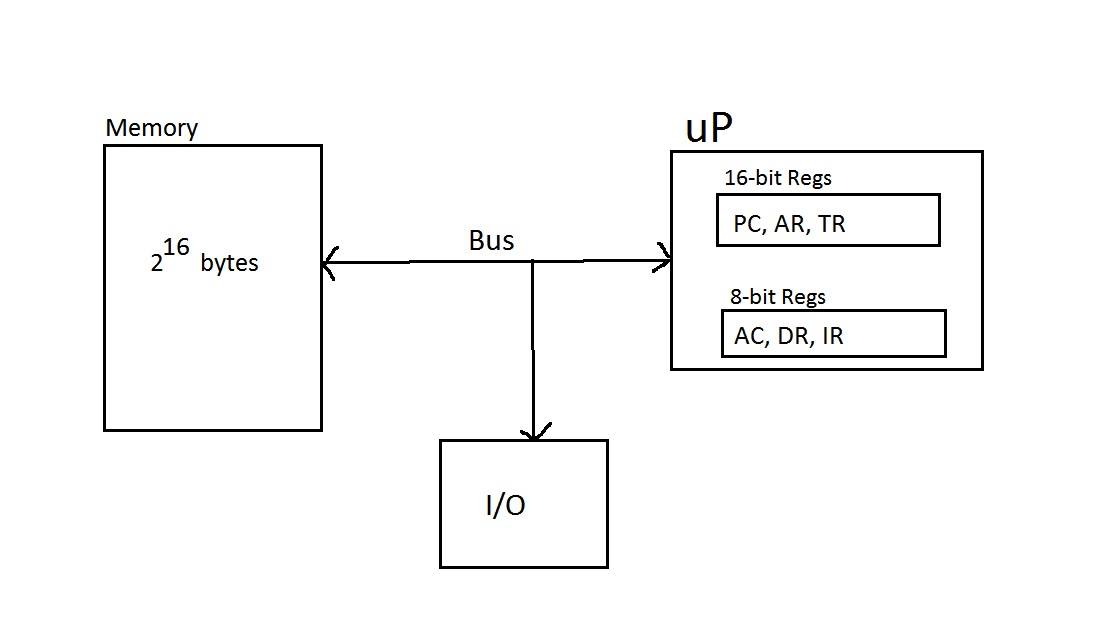 Memory
2^16 bytes
Bus
uP
16-bit Regs
PC, AR, TR
8-bit Regs
AC, DR, IR
I/O